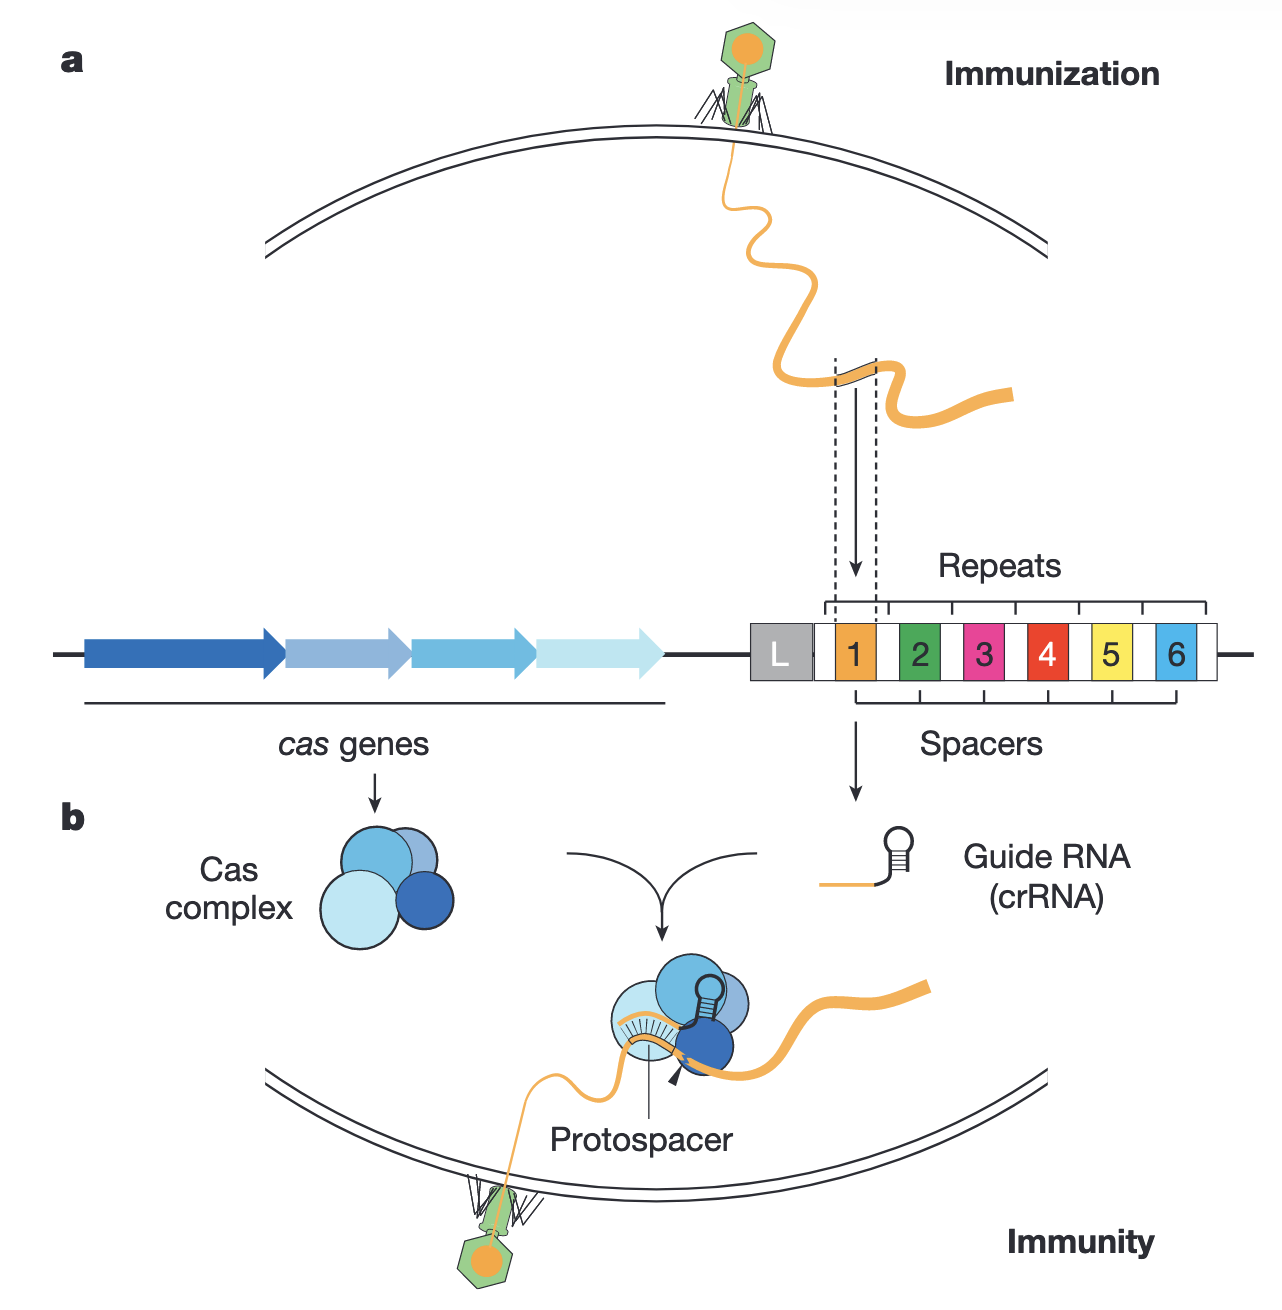 a
Immunization
Repeats
L 1 2 3 4 5 6
cas genes
Spacers
b
Cas
complex
Guide RNA
(crRNA)
Protospacer
Immunity